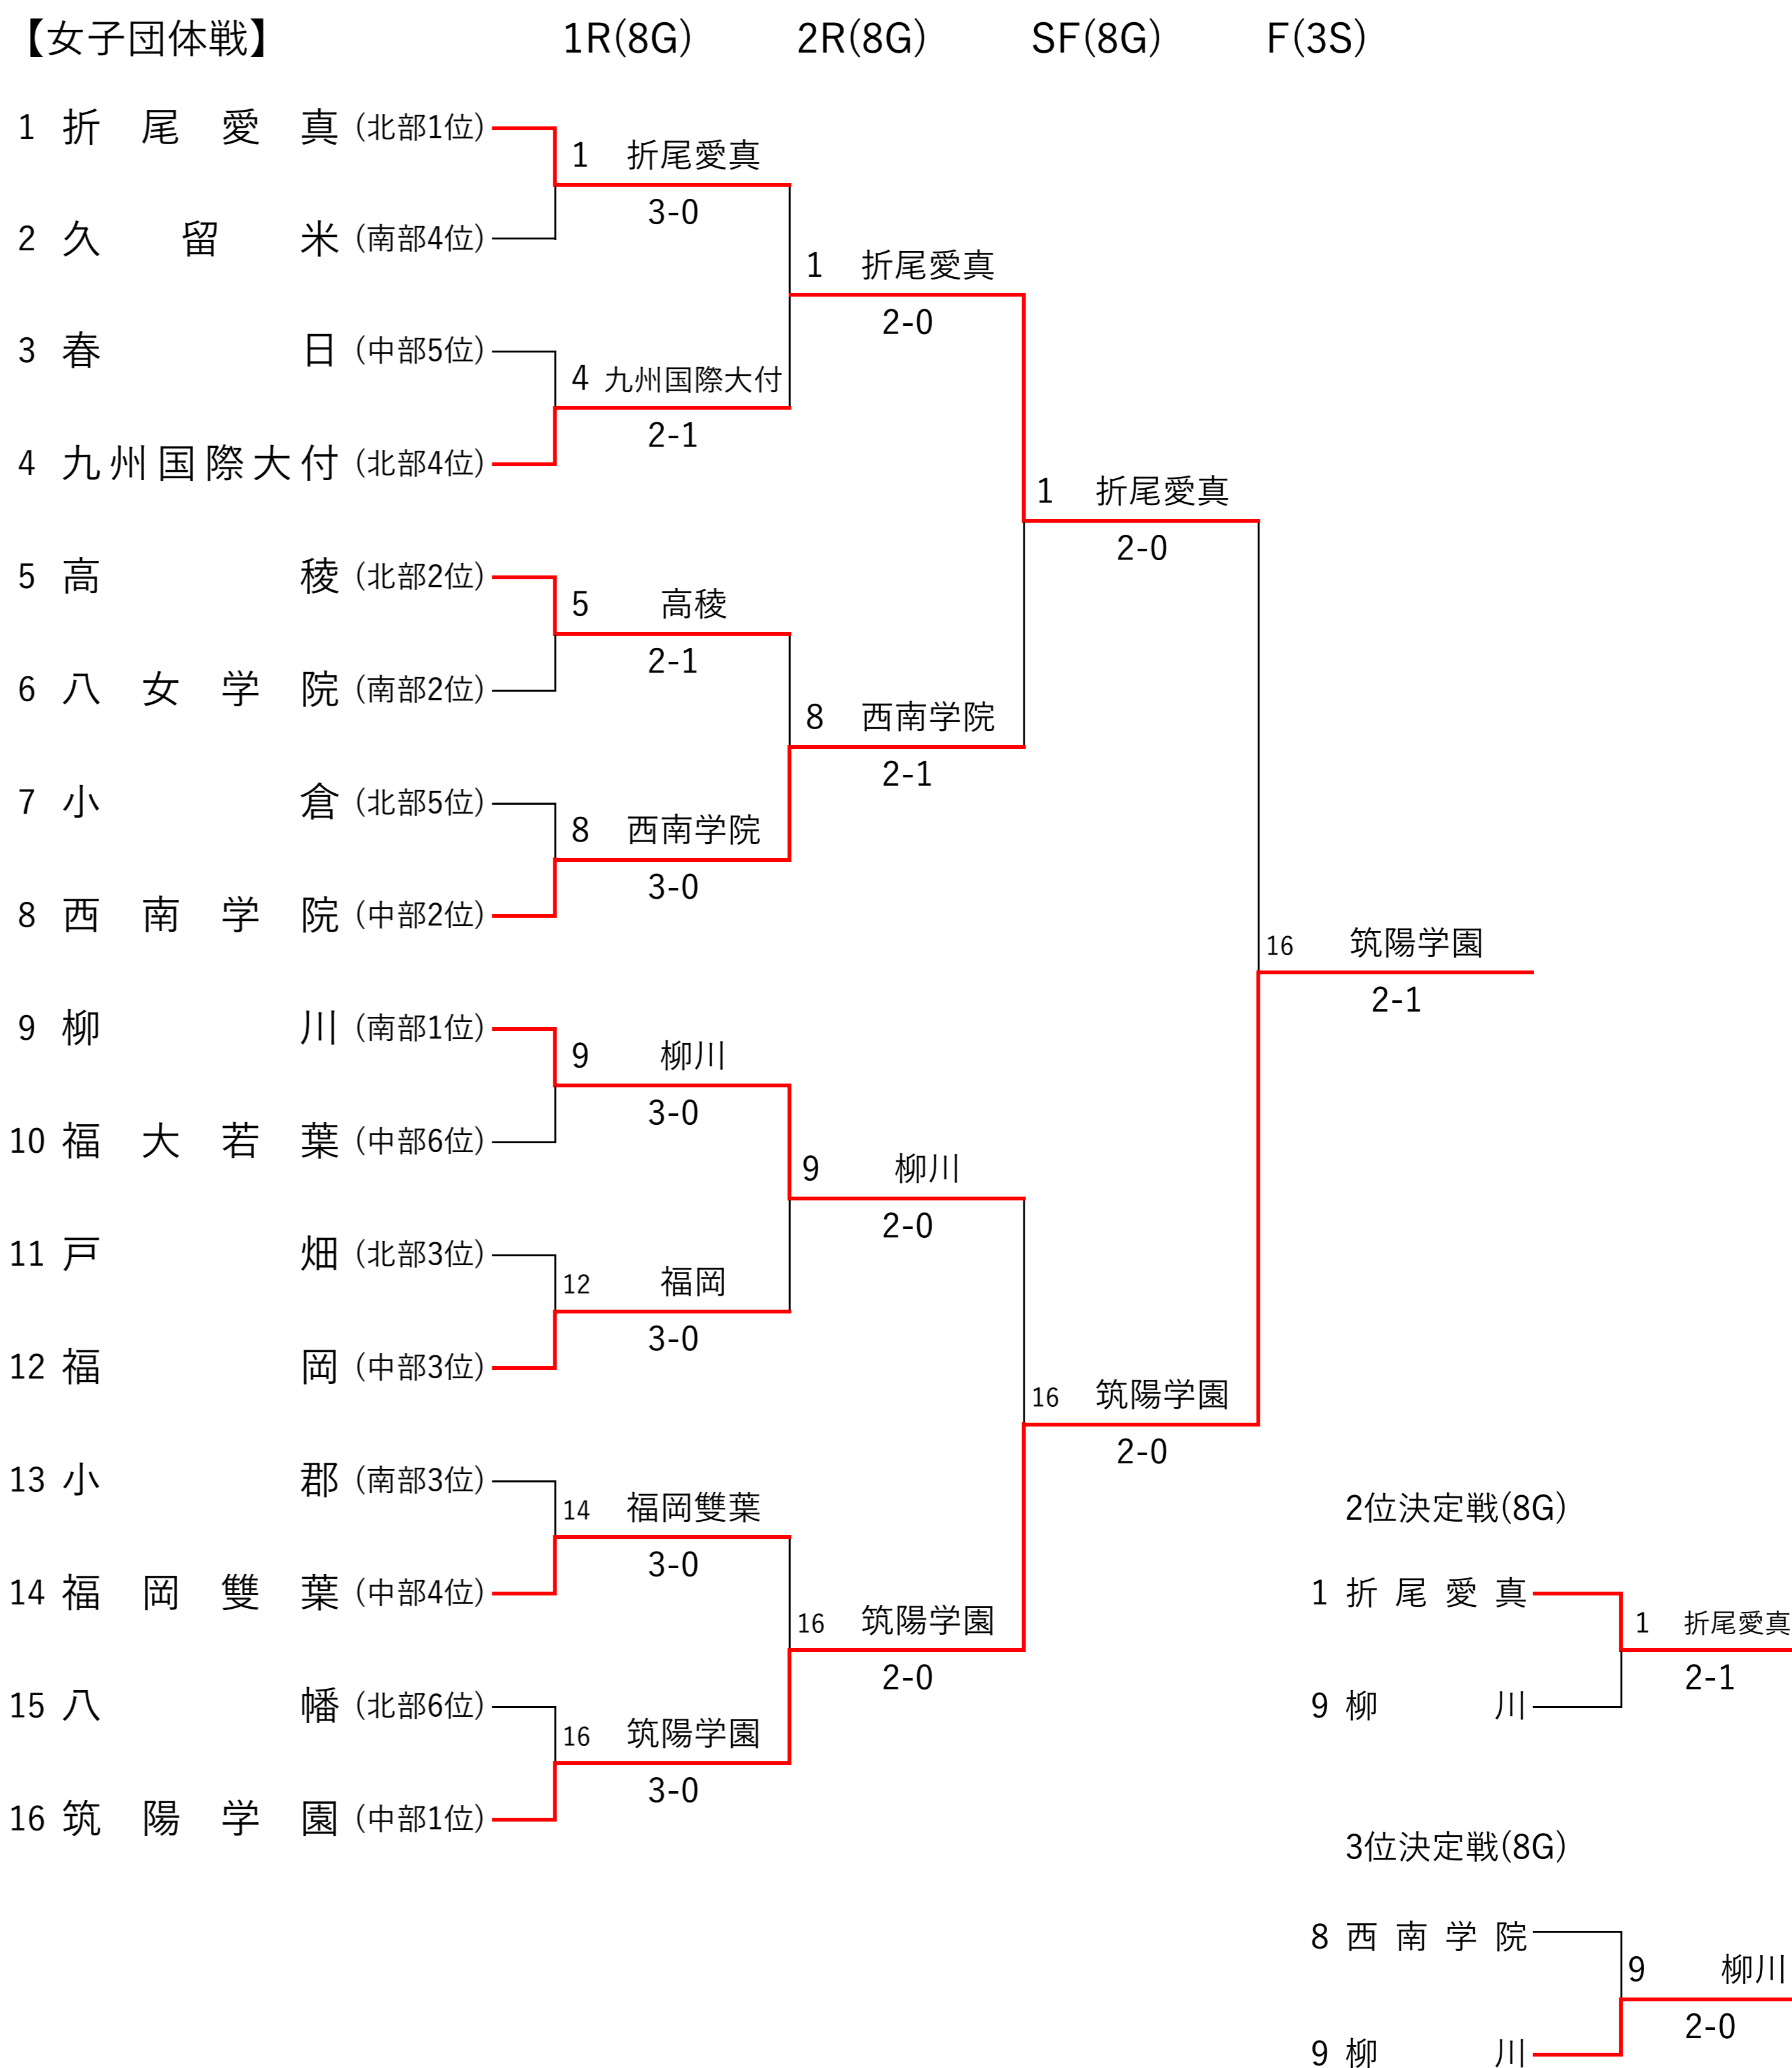 【女子団体戦】 1R(8G) 2R(8G) SF(8G) F(3S)
1 折尾愛真 (北部1位)
1 折尾愛真
3-0
2 久留米 (南部4位)
1 折尾愛真
2-0
3 春日 (中部5位)
4 九州国際大付
2-1
4 九州国際大付 (北部4位)
1 折尾愛真
2-0
5 高稜 (北部2位)
5 高稜
2-1
6 八女学院 (南部2位)
8 西南学院
2-1
7 小倉 (北部5位)
8 西南学院
3-0
8 西南学院 (中部2位)
16 筑陽学園
2-1
9 柳川 (南部1位)
9 柳川
3-0
10 福大若葉 (中部6位)
9 柳川
2-0
11 戸畑 (北部3位)
12 福岡
3-0
12 福岡 (中部3位)
16 筑陽学園
2-0
13 小郡 (南部3位)
14 福岡雙葉
3-0
14 福岡雙葉 (中部4位)
16 筑陽学園
2-0
15 八幡 (北部6位)
16 筑陽学園
3-0
16 筑陽学園 (中部1位)
2位決定戦(8G)
1 折尾愛真
1 折尾愛真
2-1
9 柳川
3位決定戦(8G)
8 西南学院
9 柳川
2-0
9 柳川